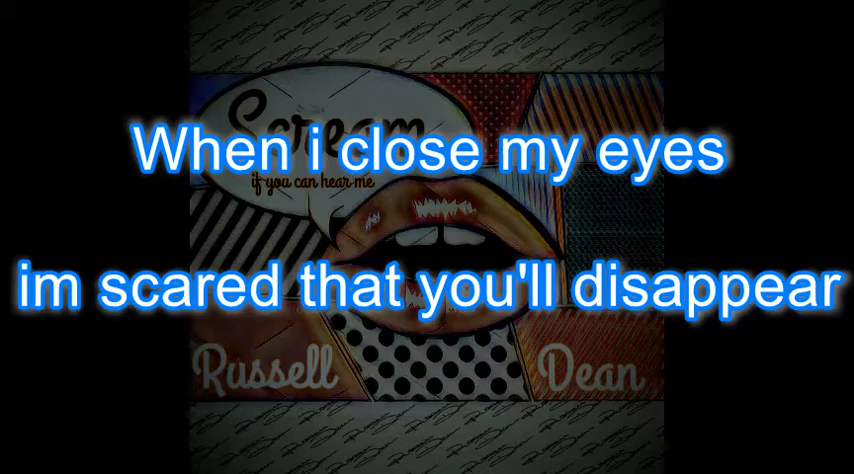 Scream
When i close my eyes
if you can hear me
im scared that you'll disappear
Russell Dean